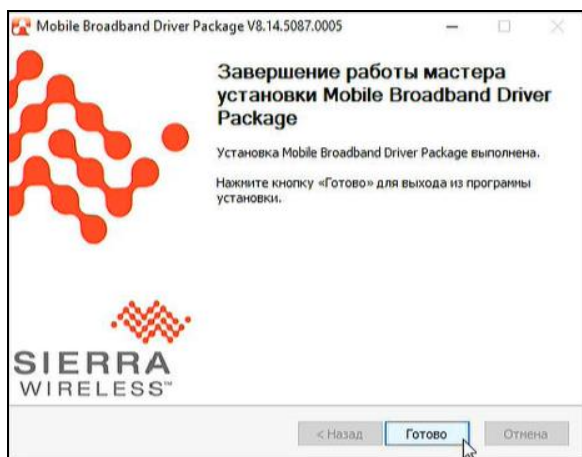 Mobile Broadband Driver Package V8.14.5087.0005
Завершение работы мастера
установки Mobile Broadband Driver
Package
Установка Mobile Broadband Driver Package выполнена.
Нажмите кнопку «Готово» для выхода из программы
установки.
SIERRA
WIRELESS™
< Назад
Готово
Отмена